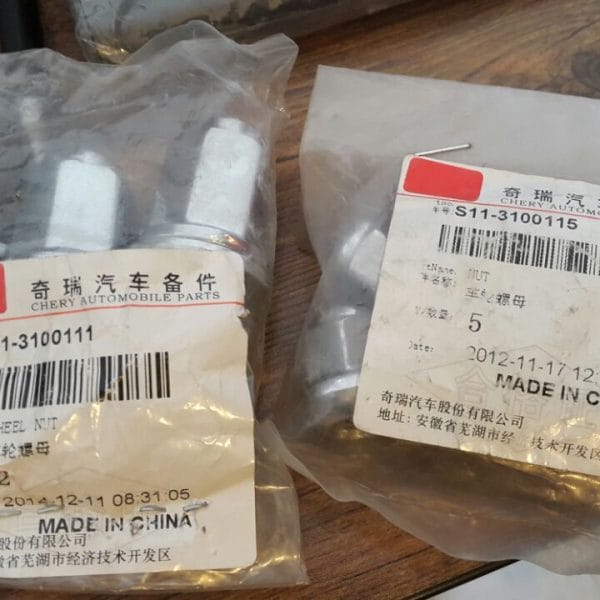 奇瑞汽车备件
CHERY AUTOMOBILE PARTS
1-3100111
HEEL NUT
轮螺母
2
2014-12-11 08:31:05
MADE IN CHINA
股份有限公司
徽省芜湖市经济技术开发区
奇瑞汽
CHERY AUTOMO
S11-3100115
NUT
车轮螺母
数量: 5
Date: 2012-11-17 12:
MADE IN C
奇瑞汽车股份有限公司
地址: 安徽省芜湖市经 技术开发区